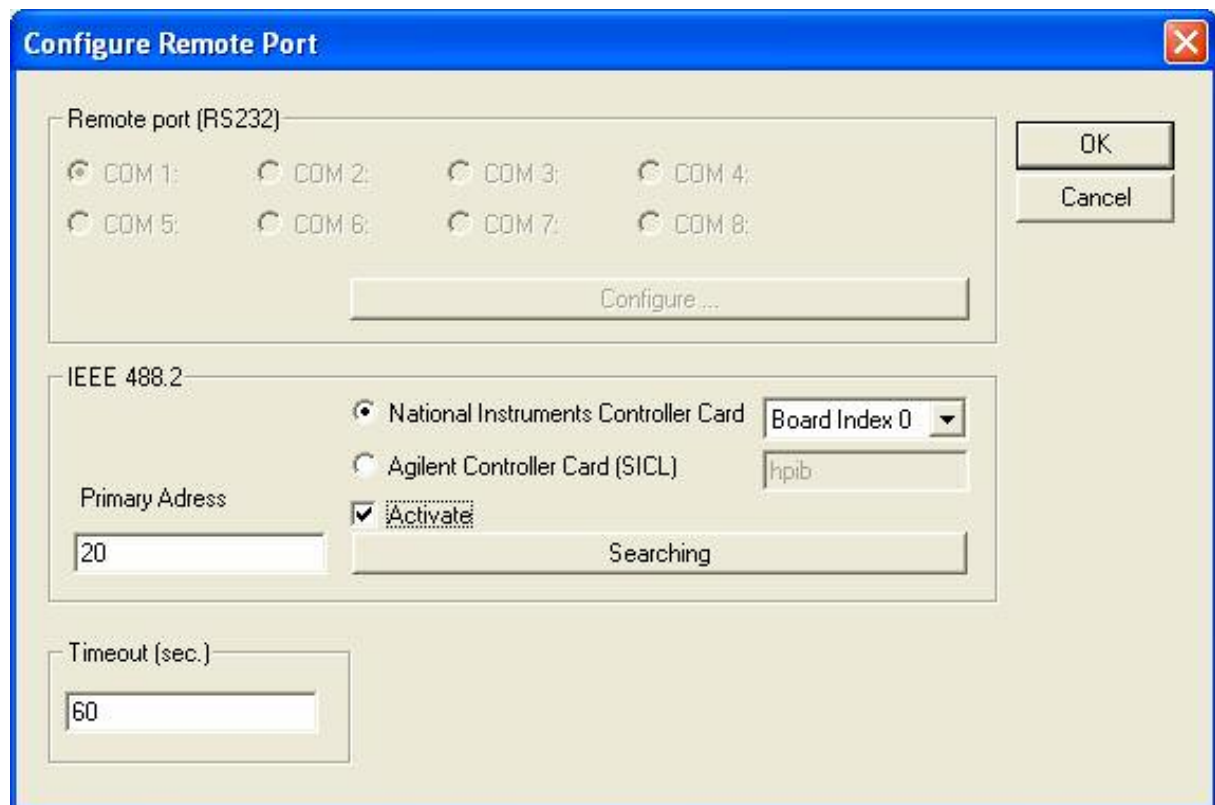 Configure Remote Port
Remote port (RS232)
COM 1: COM 2: COM 3: COM 4:
COM 5: COM 6: COM 7: COM 8:
Configure ...
OK
Cancel
IEEE 488.2
National Instruments Controller Card Board Index 0
Agilent Controller Card (SICL) hpib
Primary Adress
Activate
20
Searching
Timeout (sec.)
60